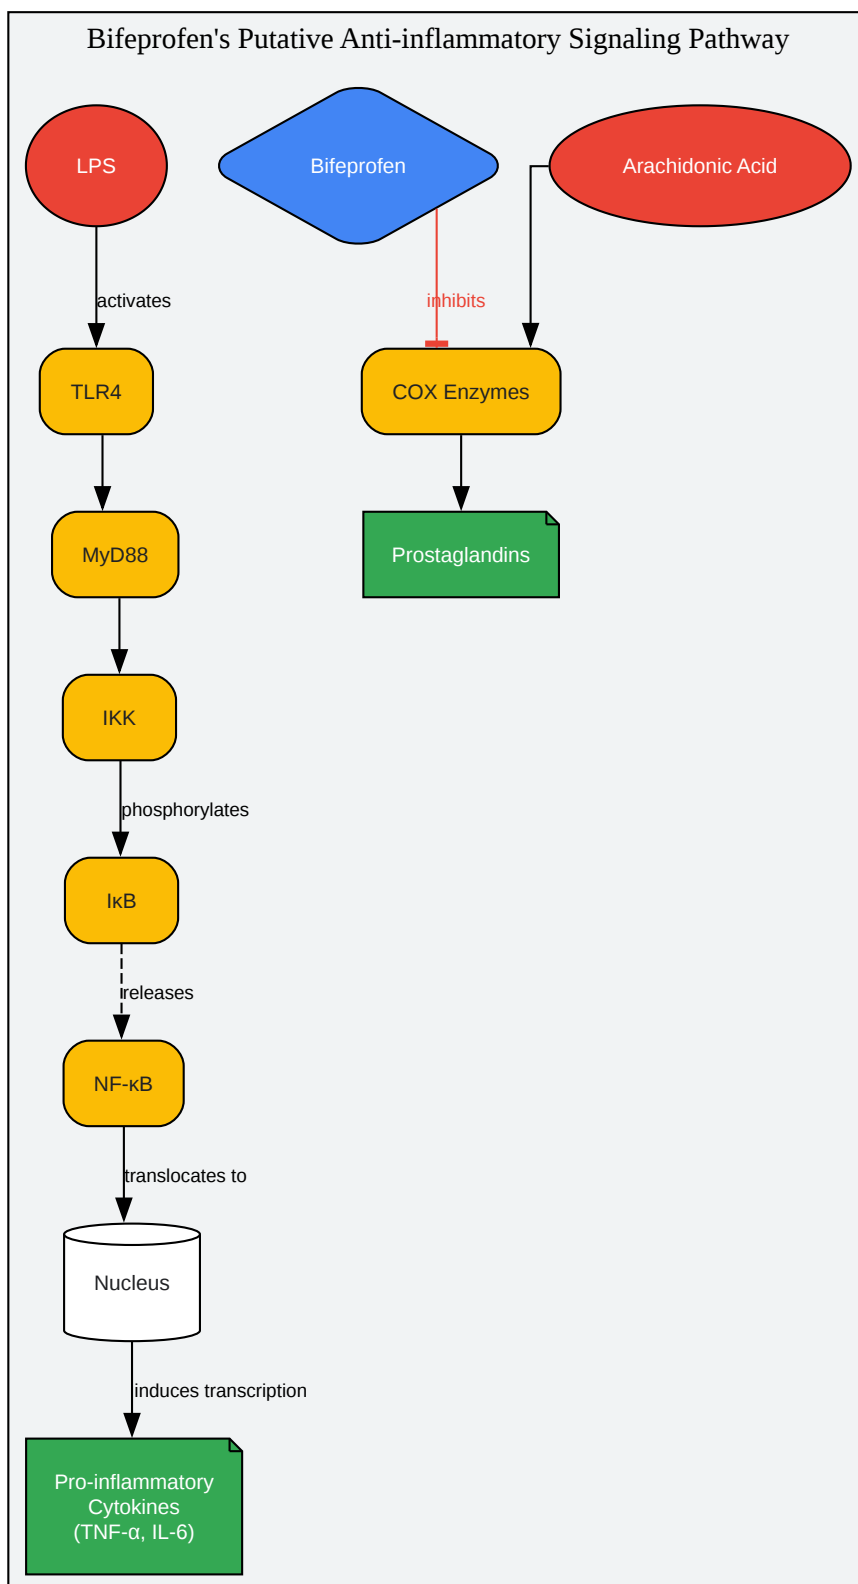 Bifeprofen's Putative Anti-inflammatory Signaling Pathway
LPS
Bifeprofen
Arachidonic Acid
activates
inhibits
TLR4
COX Enzymes
MyD88
Prostaglandins
IKK
phosphorylates
IκB
releases
NF-κB
translocates to
Nucleus
induces transcription
Pro-inflammatory
Cytokines
(TNF-α, IL-6)